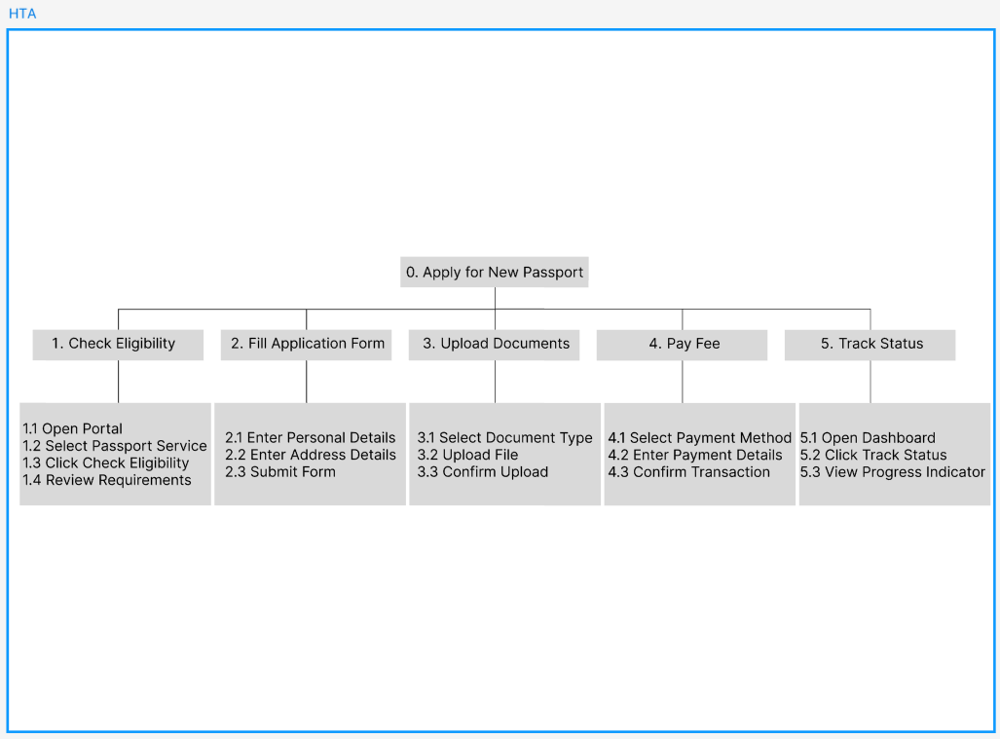 HTA
0. Apply for New Passport
1. Check Eligibility
2. Fill Application Form
3. Upload Documents
4. Pay Fee
5. Track Status
1.1 Open Portal
1.2 Select Passport Service
1.3 Click Check Eligibility
1.4 Review Requirements
2.1 Enter Personal Details
2.2 Enter Address Details
2.3 Submit Form
3.1 Select Document Type
3.2 Upload File
3.3 Confirm Upload
4.1 Select Payment Method
4.2 Enter Payment Details
4.3 Confirm Transaction
5.1 Open Dashboard
5.2 Click Track Status
5.3 View Progress Indicator